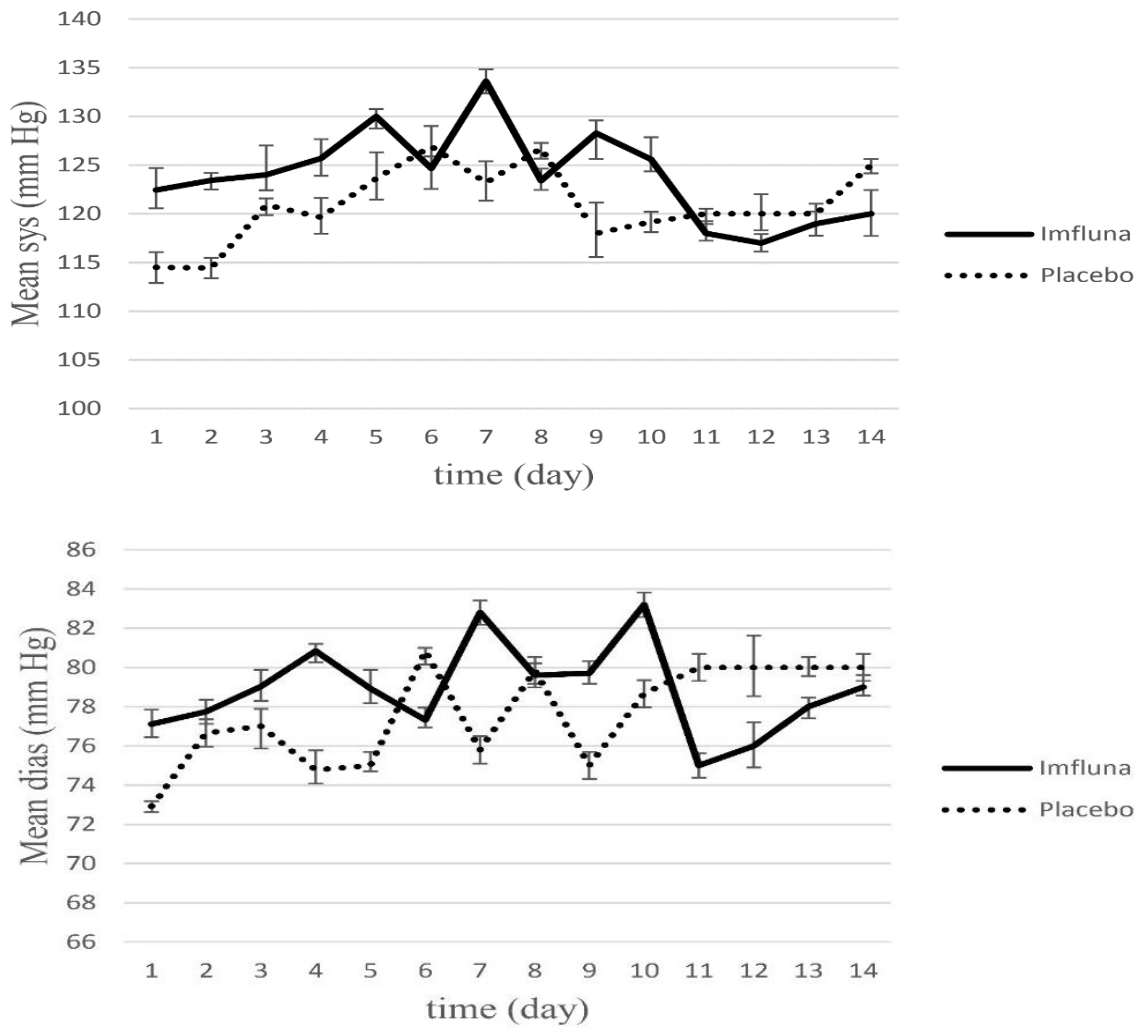 140
135
130
125
120
115
110
105
100
Mean sys (mm Hg)
1 2 3 4 5 6 7 8 9 10 11 12 13 14
time (day)
Imfluna
Placebo
86
84
82
80
78
76
74
72
70
68
66
Mean dias (mm Hg)
1 2 3 4 5 6 7 8 9 10 11 12 13 14
time (day)
Imfluna
Placebo